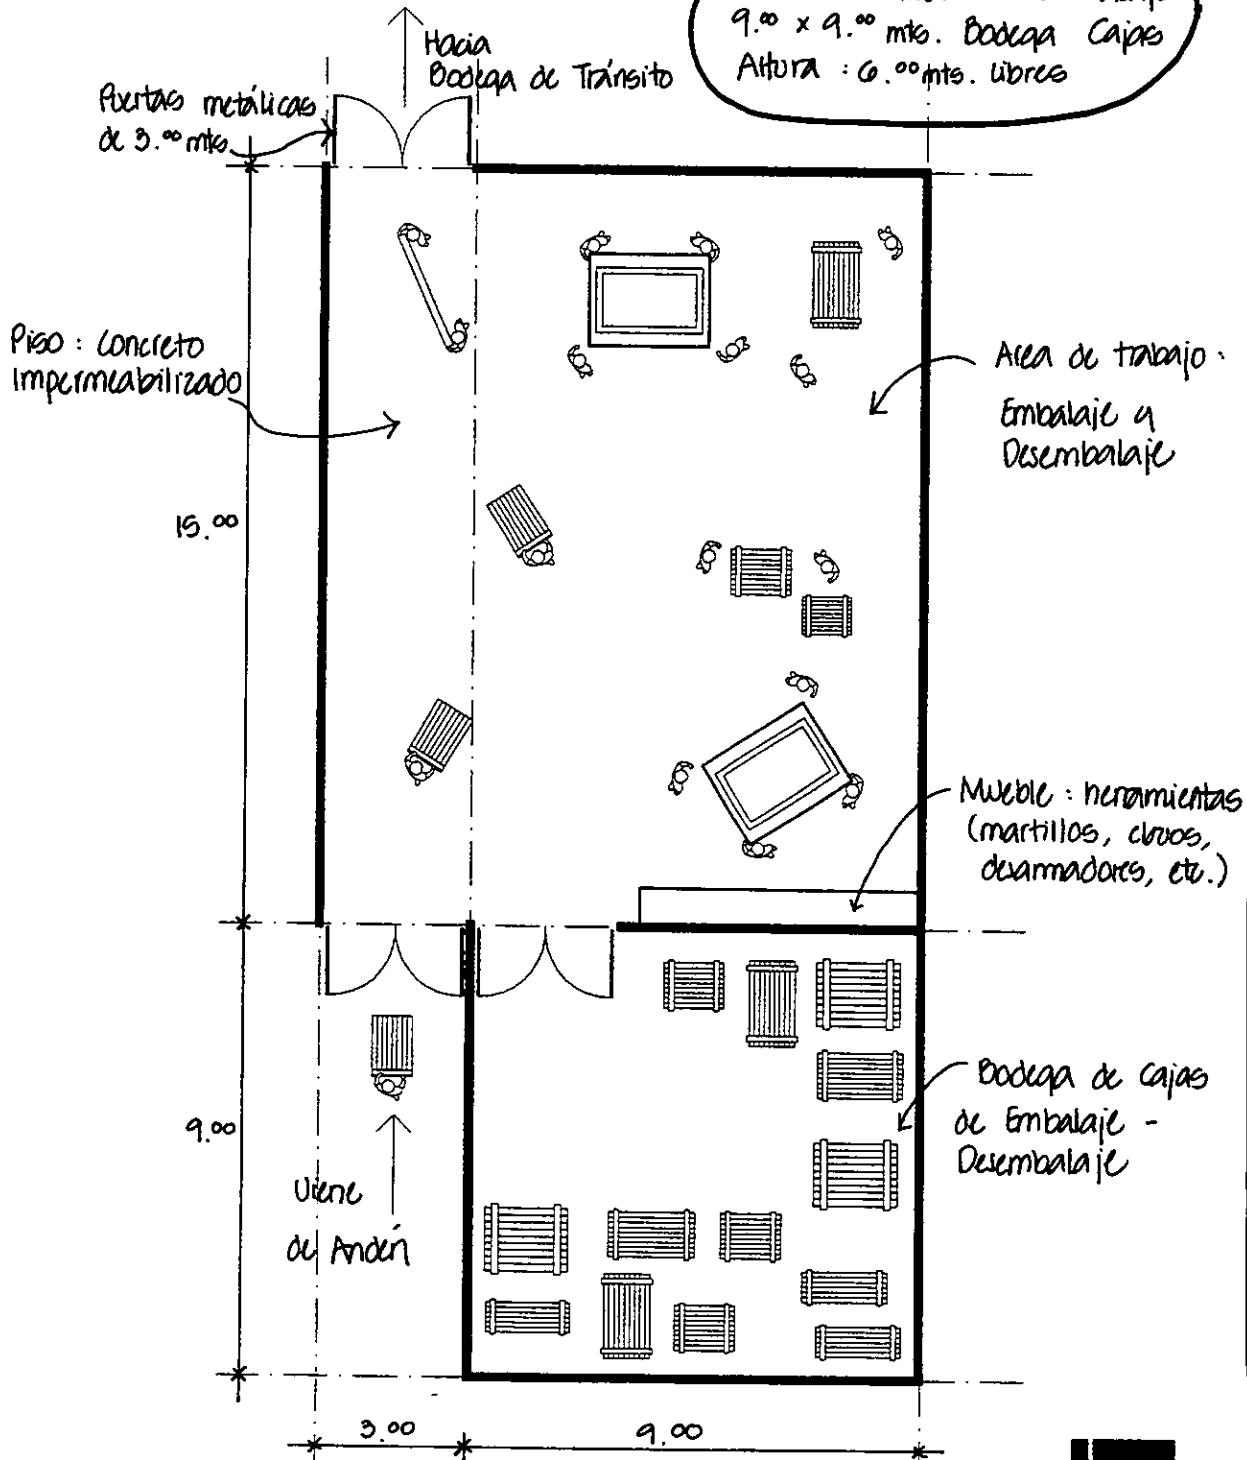 9.00 x 9.00 mts. Bodega Cajas
Altura : 6.00 mts. libres
Hacia
Bodega de Tránsito
Puertas metálicas
de 3.00 mts.
Piso : Concreto
Impermeabilizado
Area de trabajo :
Embalaje y
Desembalaje
15.00
Mueble : herramientas
(martillos, clavos,
desarmadores, etc.)
Bodega de Cajas
de Embalaje -
Desembalaje
9.00
Viene
de Andén
3.00
9.00